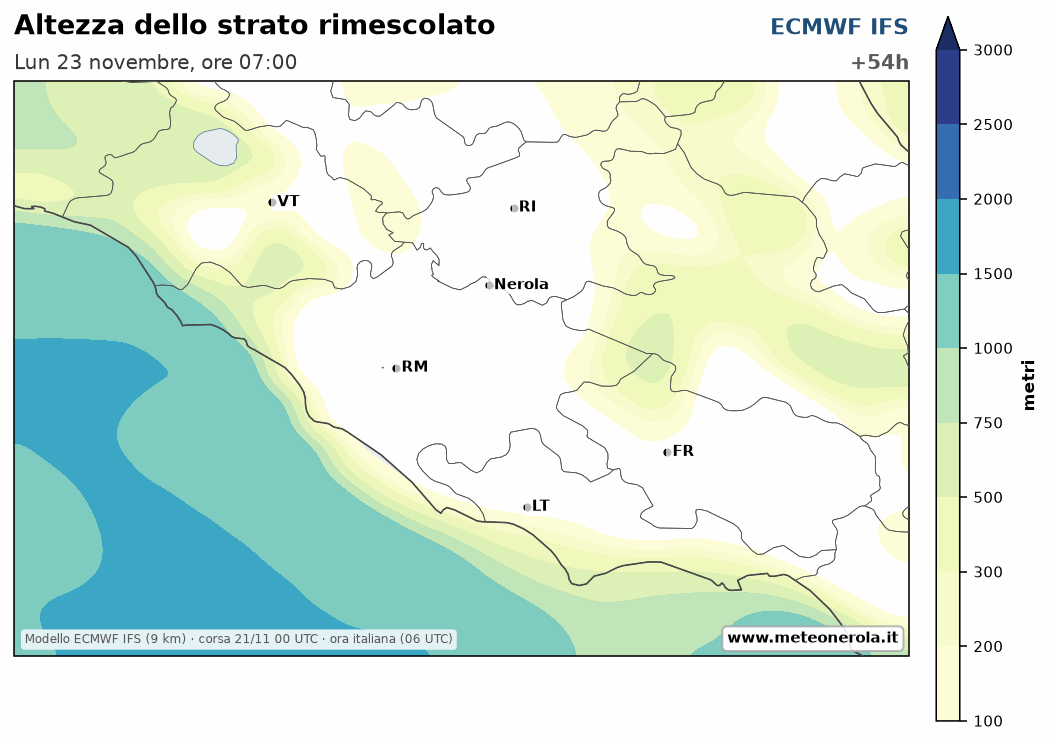 Altezza dello strato rimescolato
ECMWF IFS
Lun 23 novembre, ore 07:00
+54h
3000
2500
2000
1500
1000
750
500
300
200
100
metri
VT
RI
Nerola
RM
FR
LT
Modello ECMWF IFS (9 km) · corsa 21/11 00 UTC · ora italiana (06 UTC)
www.meteonerola.it